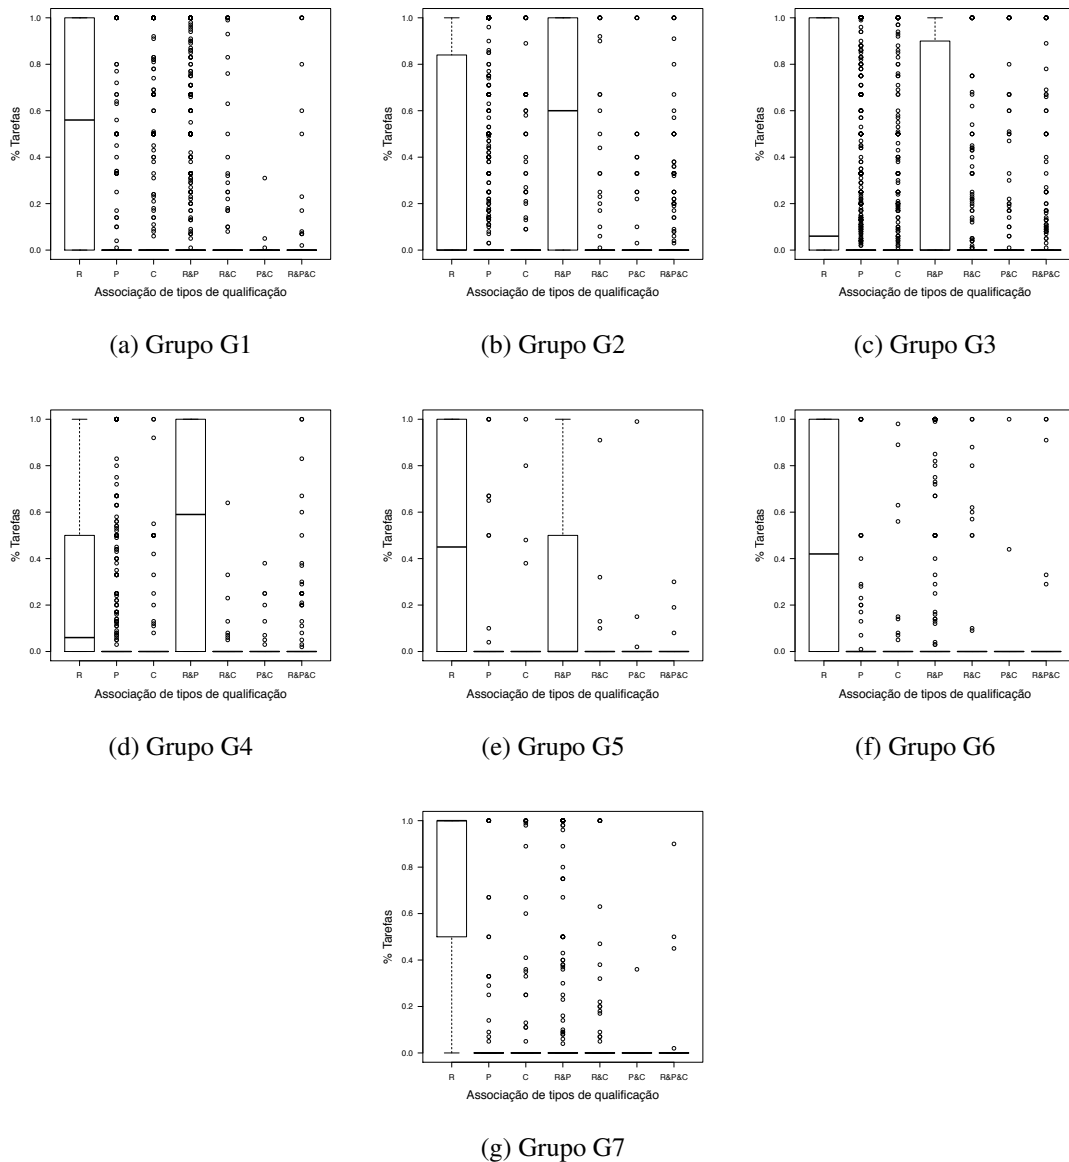 1.0
0.8
0.6
0.4
0.2
0.0
% Tarefas
R P C R&P R&C P&C R&P&C
Associação de tipos de qualificação
(a) Grupo G1
1.0
0.8
0.6
0.4
0.2
0.0
% Tarefas
R P C R&P R&C P&C R&P&C
Associação de tipos de qualificação
(b) Grupo G2
1.0
0.8
0.6
0.4
0.2
0.0
% Tarefas
R P C R&P R&C P&C R&P&C
Associação de tipos de qualificação
(c) Grupo G3
1.0
0.8
0.6
0.4
0.2
0.0
% Tarefas
R P C R&P R&C P&C R&P&C
Associação de tipos de qualificação
(d) Grupo G4
1.0
0.8
0.6
0.4
0.2
0.0
% Tarefas
R P C R&P R&C P&C R&P&C
Associação de tipos de qualificação
(e) Grupo G5
1.0
0.8
0.6
0.4
0.2
0.0
% Tarefas
R P C R&P R&C P&C R&P&C
Associação de tipos de qualificação
(f) Grupo G6
1.0
0.8
0.6
0.4
0.2
0.0
% Tarefas
R P C R&P R&C P&C R&P&C
Associação de tipos de qualificação
(g) Grupo G7